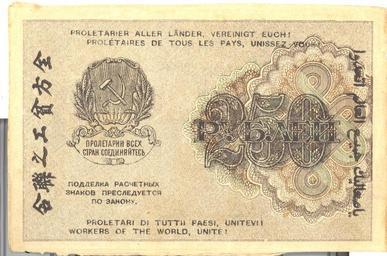 PROLETARIER ALLER LÄNDER, VEREINIGT EUCH!
PROLÉTAIRES DE TOUS LES PAYS, UNISSEZ-VOUS!
250
РУБЛЕЙ
ПРОЛЕТАРИИ ВСЕХ
СТРАН СОЕДИНЯЙТЕСЬ
ПОДДЕЛКА РАСЧЕТНЫХ
ЗНАКОВ ПРЕСЛЕДУЕТСЯ
ПО ЗАКОНУ.
PROLETARI DI TUTTI I PAESI, UNITEVI!
WORKERS OF THE WORLD, UNITE!